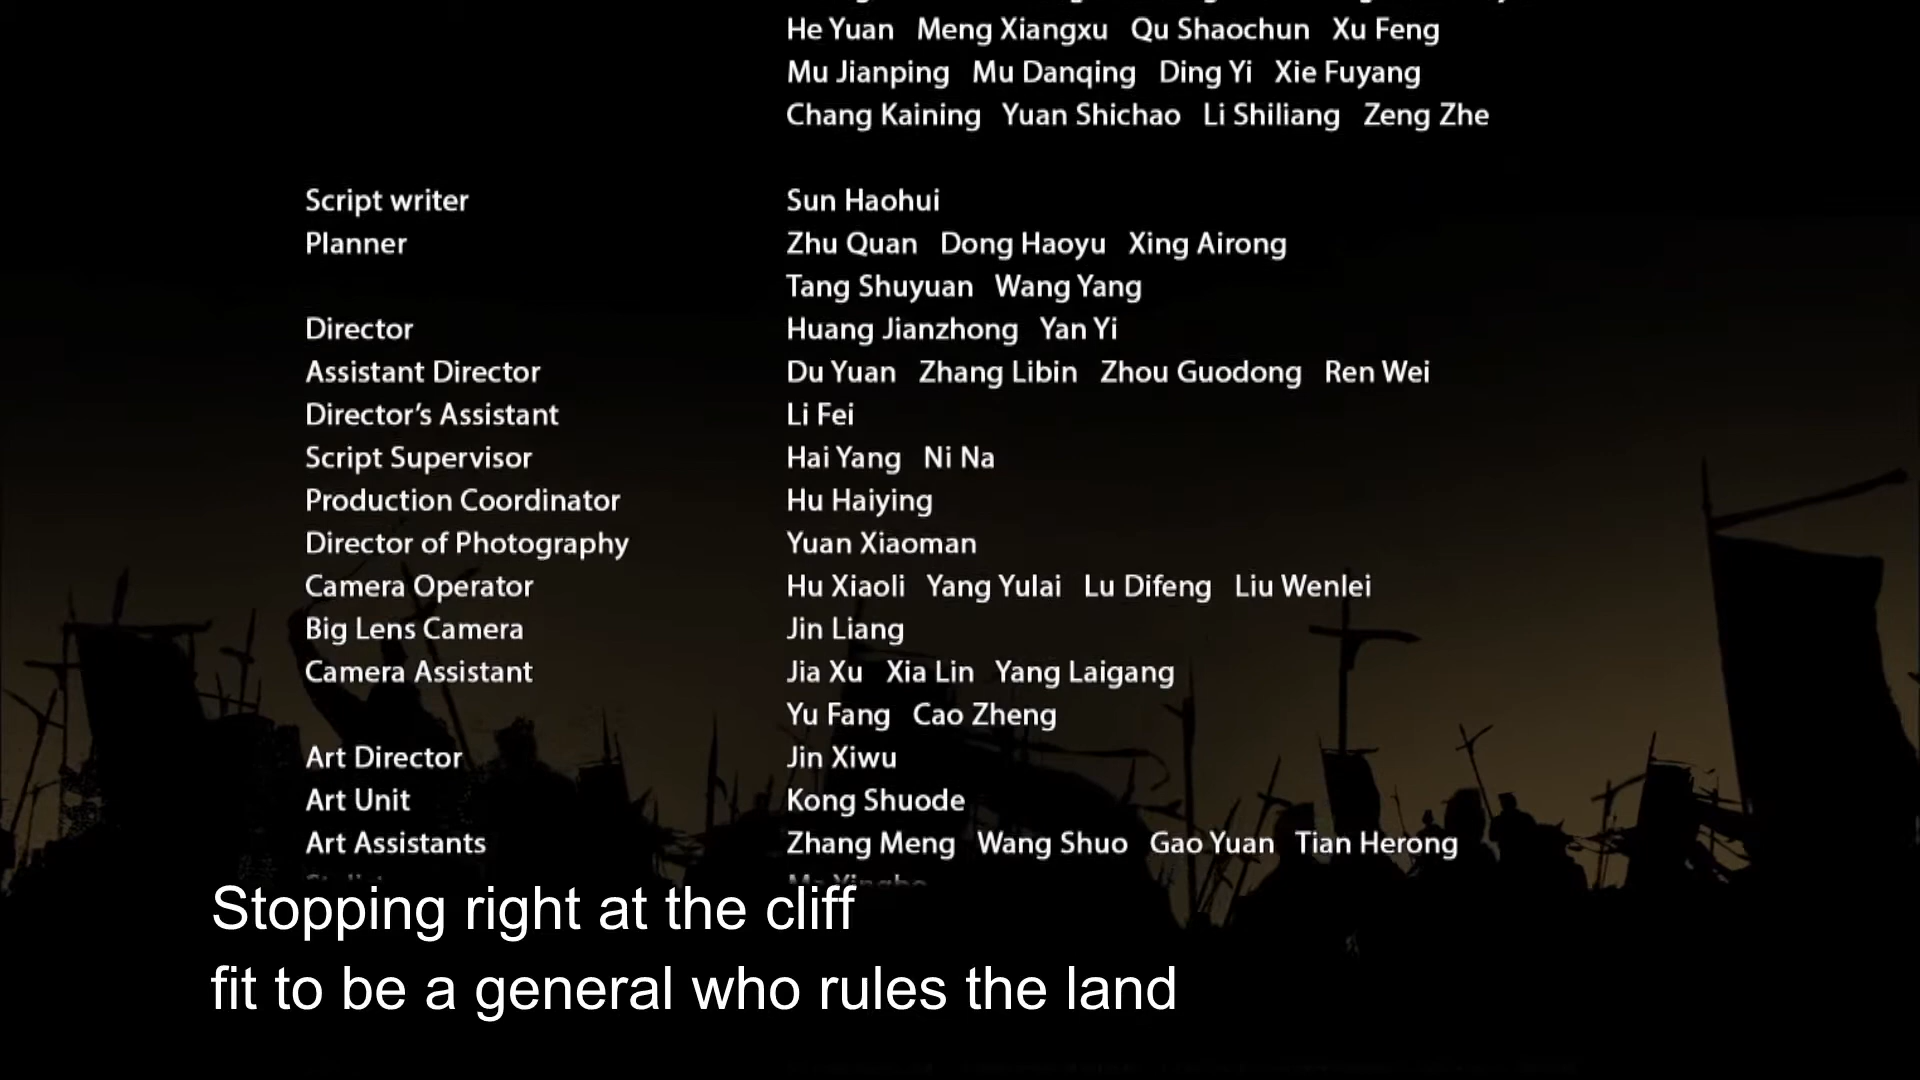 He Yuan Meng Xiangxu Qu Shaochun Xu Feng
Mu Jianping Mu Danqing Ding Yi Xie Fuyang
Chang Kaining Yuan Shichao Li Shiliang Zeng Zhe
Script writer Sun Haohui
Planner Zhu Quan Dong Haoyu Xing Airong
Tang Shuyuan Wang Yang
Director Huang Jianzhong Yan Yi
Assistant Director Du Yuan Zhang Libin Zhou Guodong Ren Wei
Director's Assistant Li Fei
Script Supervisor Hai Yang Ni Na
Production Coordinator Hu Haiying
Director of Photography Yuan Xiaoman
Camera Operator Hu Xiaoli Yang Yulai Lu Difeng Liu Wenlei
Big Lens Camera Jin Liang
Camera Assistant Jia Xu Xia Lin Yang Laigang
Yu Fang Cao Zheng
Art Director Jin Xiwu
Art Unit Kong Shuode
Art Assistants Zhang Meng Wang Shuo Gao Yuan Tian Herong
Stopping right at the cliff
fit to be a general who rules the land